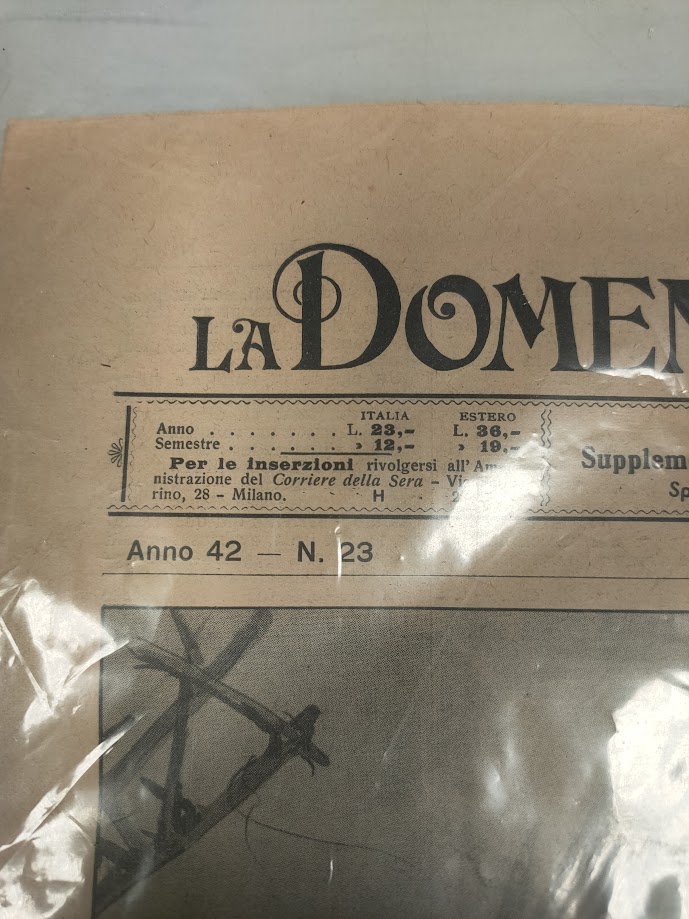 LA DOMEN
ITALIA ESTERO
Anno . . . . . . . L. 23,- L. 36,-
Semestre . . . . . » 12,- » 19,-
Per le inserzioni rivolgersi all'Am
nistrazione del Corriere della Sera - Vi
rino, 28 - Milano. H
Supplem
Sp
Anno 42 — N. 23